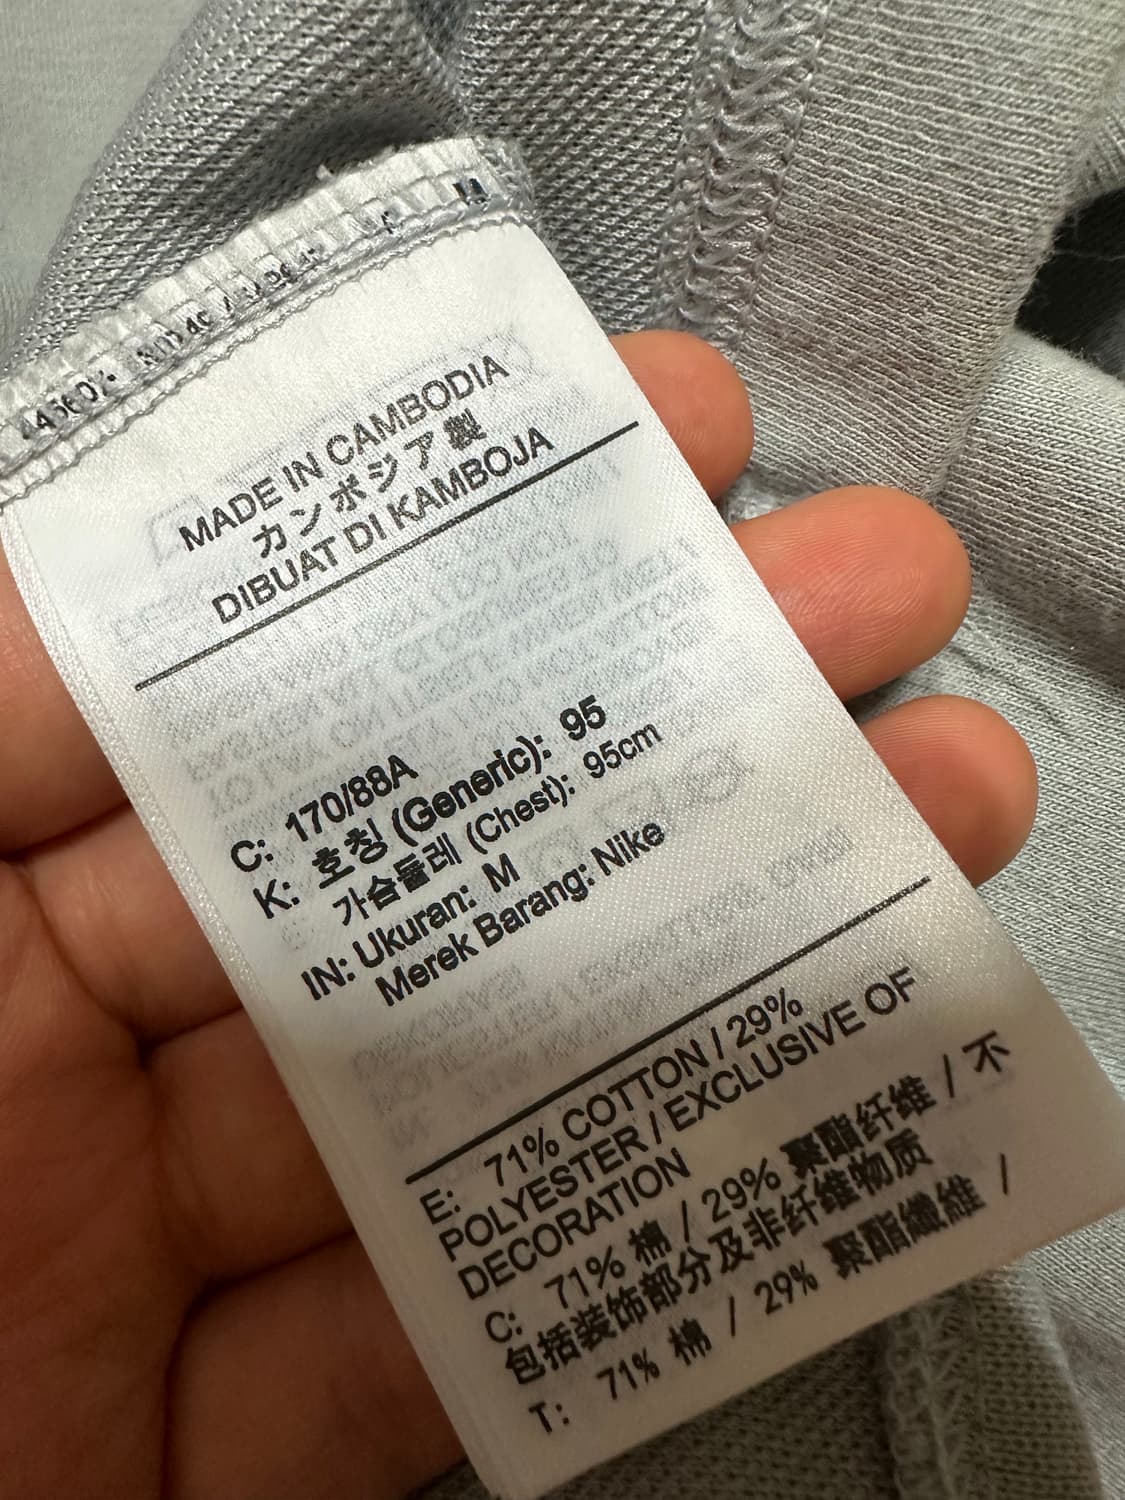 MADE IN CAMBODIA
カンボジア製
DIBUAT DI KAMBOJA
C: 170/88A
K: 호칭 (Generic): 95
가슴둘레 (Chest): 95cm
IN: Ukuran: M
Merek Barang: Nike
E: 71% COTTON / 29%
POLYESTER / EXCLUSIVE OF
DECORATION
C: 71% 棉 / 29% 聚酯纤维 / 不
包括装饰部分及非纤维物质
T: 71% 棉 / 29% 聚酯纖維 /